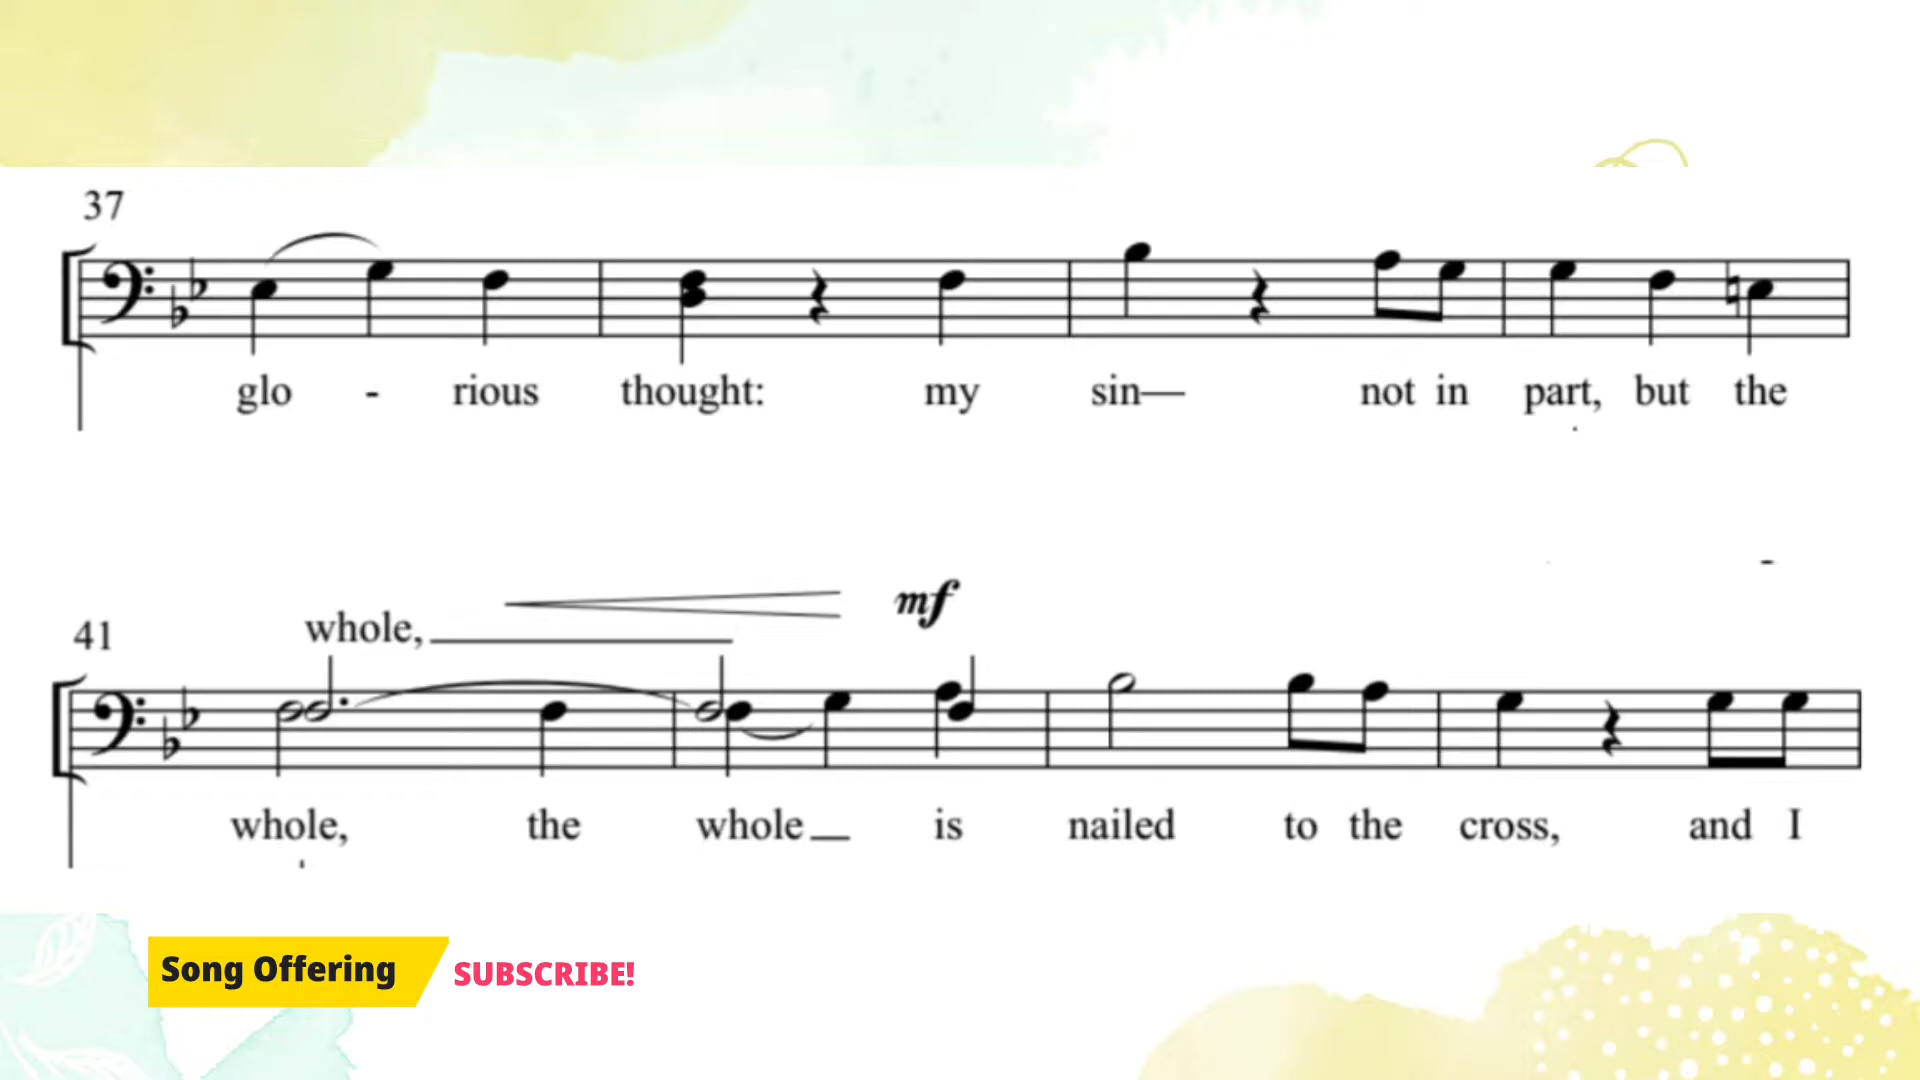 37
glo - rious thought: my sin— not in part, but the
mf
41 whole,
whole, the whole is nailed to the cross, and I
Song Offering SUBSCRIBE!